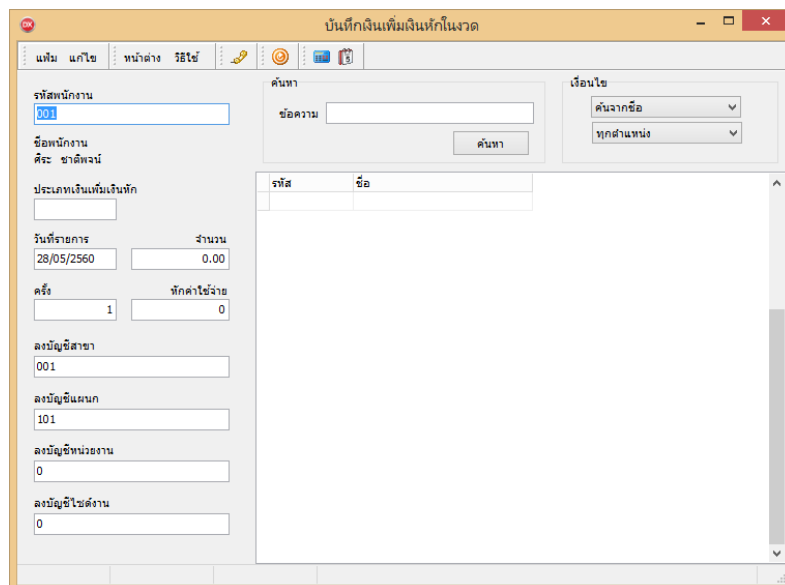 บันทึกเงินเพิ่มเงินหักในงวด
แฟ้ม แก้ไข หน้าต่าง วิธีใช้
รหัสพนักงาน
001
ชื่อพนักงาน
ศิระ ชาติพจน์
ประเภทเงินเพิ่มเงินหัก
วันที่รายการ จำนวน
28/05/2560 0.00
ครั้ง หักค่าใช้จ่าย
1 0
ลงบัญชีสาขา
001
ลงบัญชีแผนก
101
ลงบัญชีหน่วยงาน
0
ลงบัญชีไซด์งาน
0
ค้นหา
ข้อความ
ค้นหา
เงื่อนไข
ค้นจากชื่อ
ทุกตำแหน่ง
รหัส ชื่อ